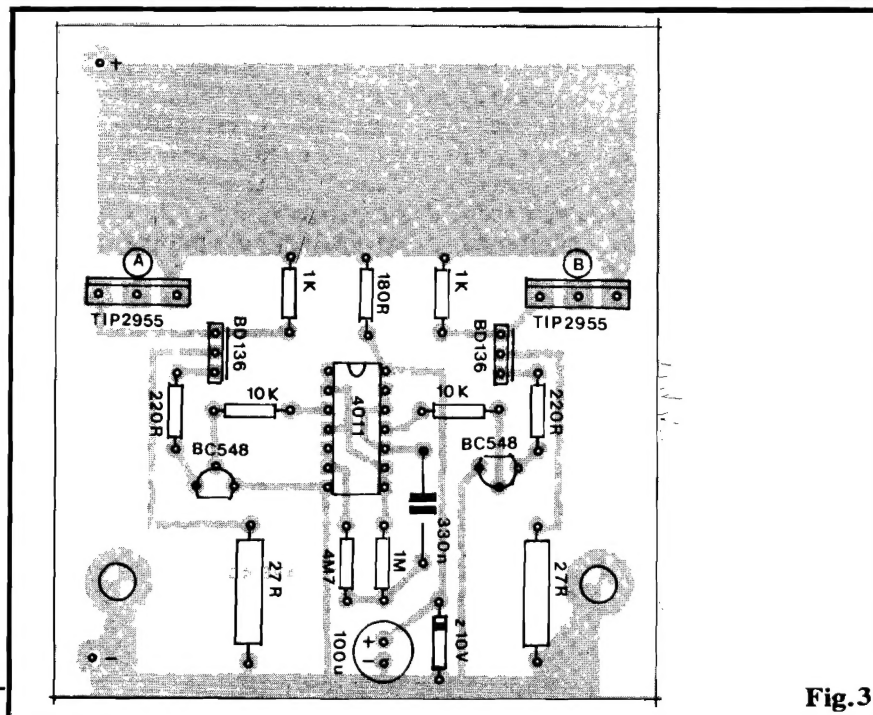 +
A
B
1K
180R
1K
TIP2955
TIP2955
BD136
BD136
220R
10K
4011
10K
220R
BC548
BC548
27R
4M7
1M
330n
27R
100u
+
-
z10V
-
Fig.3